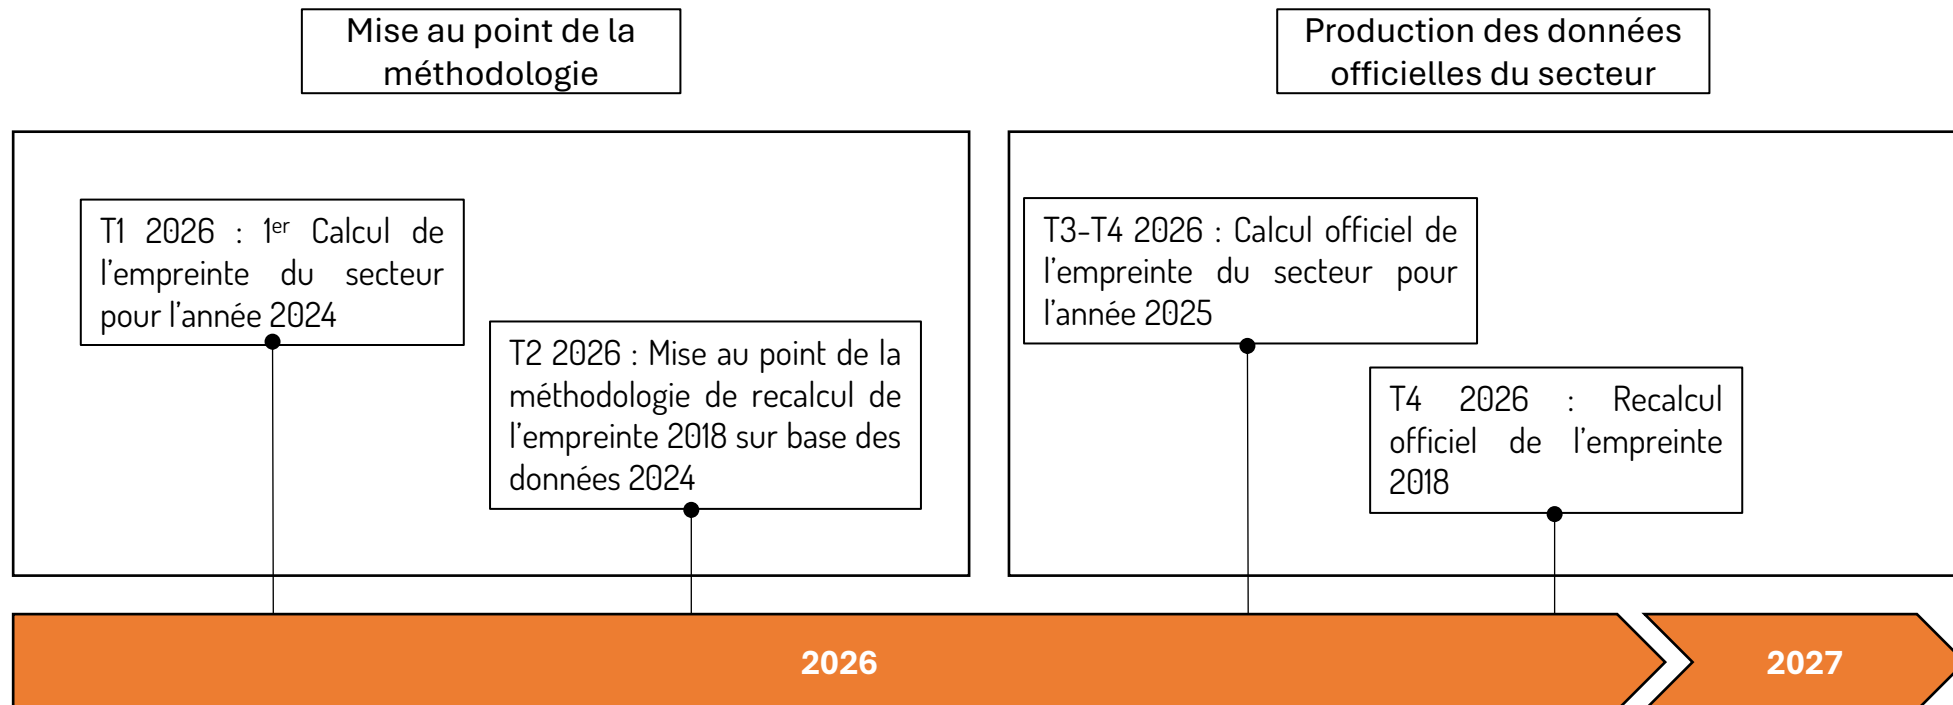 Mise au point de la
méthodologie
Production des données
officielles du secteur
T1 2026 : 1er Calcul de
l'empreinte du secteur
pour l'année 2024
T2 2026 : Mise au point de la
méthodologie de recalcul de
l'empreinte 2018 sur base des
données 2024
T3-T4 2026 : Calcul officiel de
l'empreinte du secteur pour
l'année 2025
T4 2026 : Recalcul
officiel de l'empreinte
2018
2026
2027